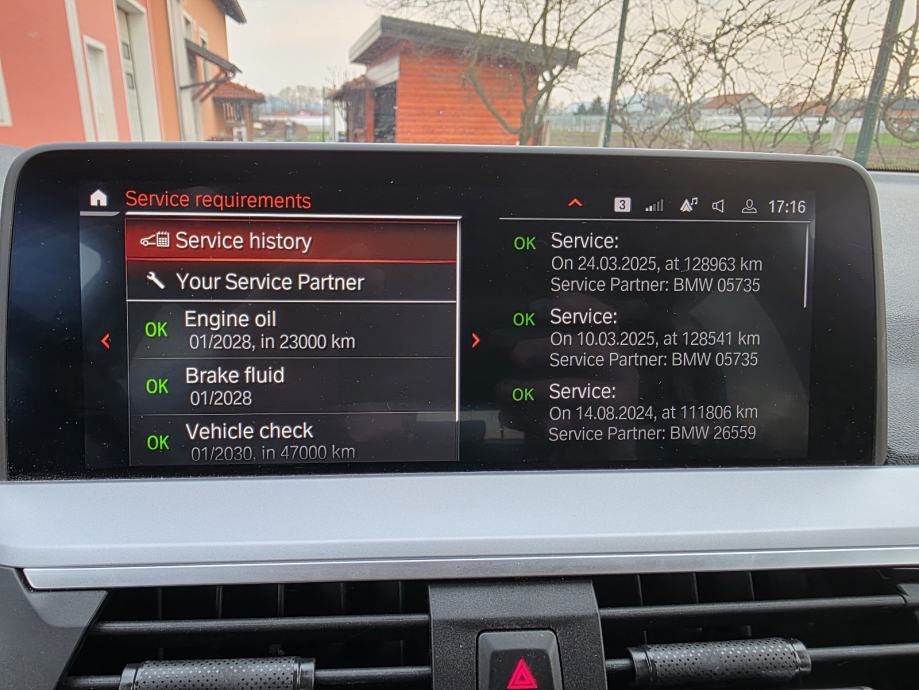 Service requirements
3
17:16
Service history
Your Service Partner
OK Engine oil
01/2028, in 23000 km
OK Brake fluid
01/2028
OK Vehicle check
01/2030, in 47000 km
OK Service:
On 24.03.2025, at 128963 km
Service Partner: BMW 05735
OK Service:
On 10.03.2025, at 128541 km
Service Partner: BMW 05735
OK Service:
On 14.08.2024, at 111806 km
Service Partner: BMW 26559